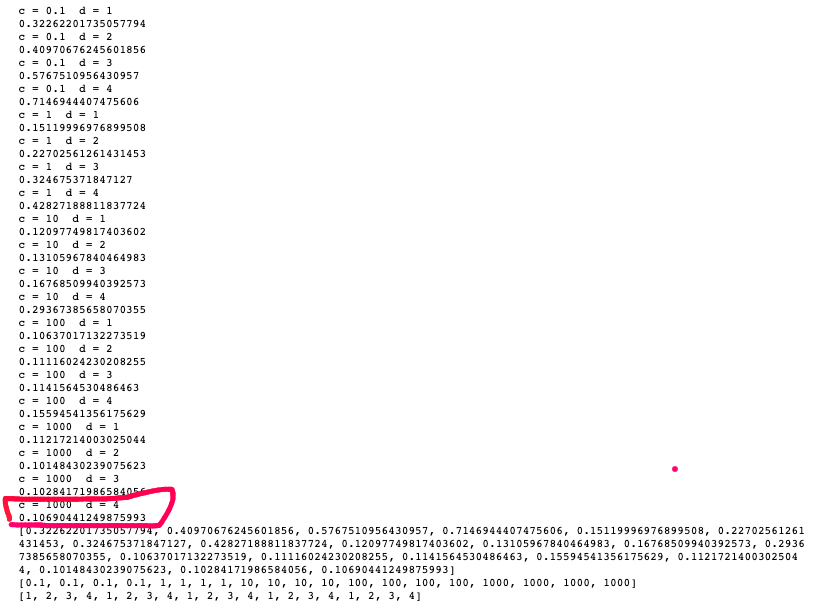 c = 0.1  d = 1
0.32262201735057794
c = 0.1  d = 2
0.40970676245601856
c = 0.1  d = 3
0.5767510956430957
c = 0.1  d = 4
0.7146944407475606
c = 1  d = 1
0.15119996976899508
c = 1  d = 2
0.22702561261431453
c = 1  d = 3
0.324675371847127
c = 1  d = 4
0.42827188811837724
c = 10  d = 1
0.12097749817403602
c = 10  d = 2
0.13105967840464983
c = 10  d = 3
0.16768509940392573
c = 10  d = 4
0.29367385658070355
c = 100  d = 1
0.10637017132273519
c = 100  d = 2
0.11116024230208255
c = 100  d = 3
0.1141564530486463
c = 100  d = 4
0.15594541356175629
c = 1000  d = 1
0.11217214003025044
c = 1000  d = 2
0.10148430239075623
c = 1000  d = 3
0.10284171986584056
c = 1000  d = 4
0.10690441249875993
[0.32262201735057794, 0.40970676245601856, 0.5767510956430957, 0.7146944407475606, 0.15119996976899508, 0.22702561261
431453, 0.324675371847127, 0.42827188811837724, 0.12097749817403602, 0.13105967840464983, 0.16768509940392573, 0.2936
7385658070355, 0.10637017132273519, 0.11116024230208255, 0.1141564530486463, 0.15594541356175629, 0.1121721400302504
4, 0.10148430239075623, 0.10284171986584056, 0.10690441249875993]
[0.1, 0.1, 0.1, 0.1, 1, 1, 1, 1, 10, 10, 10, 10, 100, 100, 100, 100, 1000, 1000, 1000, 1000]
[1, 2, 3, 4, 1, 2, 3, 4, 1, 2, 3, 4, 1, 2, 3, 4, 1, 2, 3, 4]